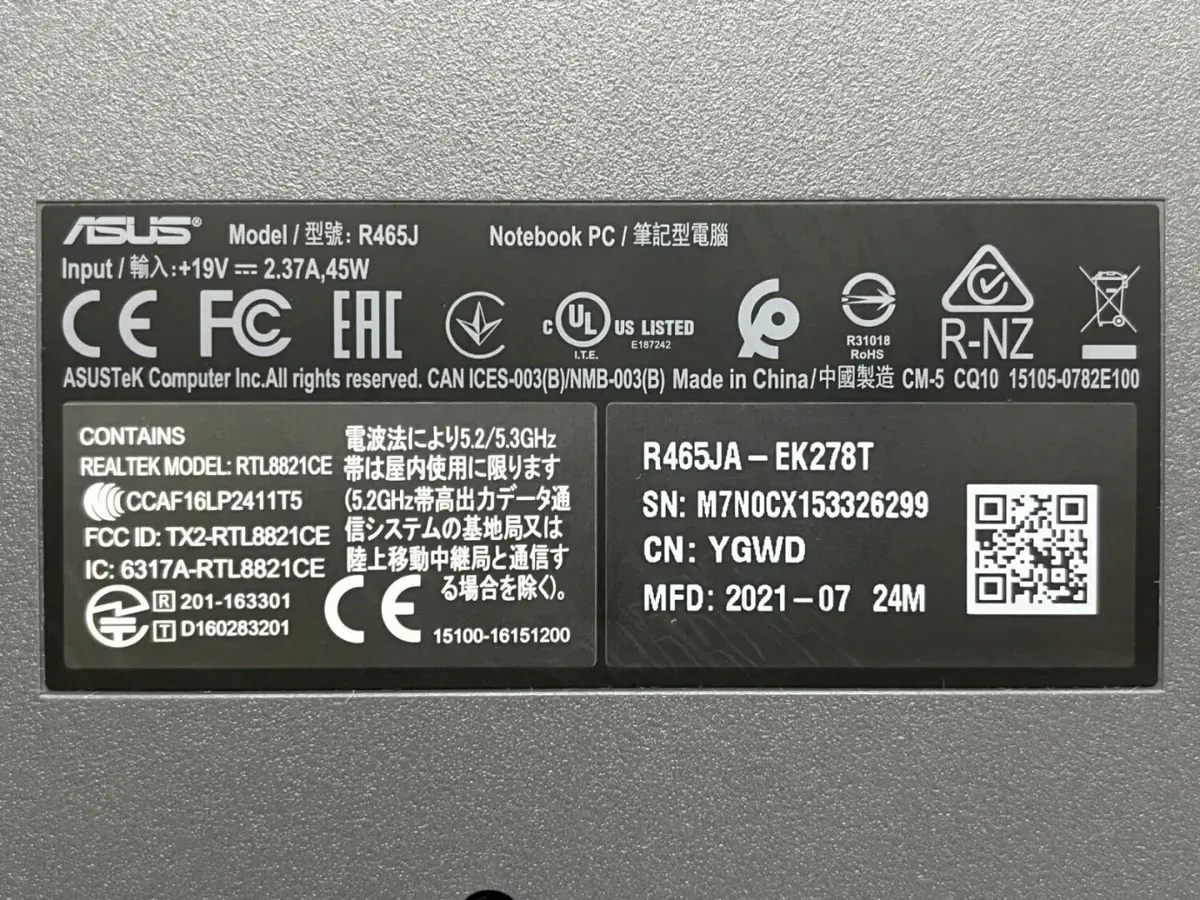 ASUS® Model / 型號: R465J Notebook PC / 筆記型電腦
Input / 輸入:+19V ⎓ 2.37A,45W
CE FC EAC
c UL US LISTED
I.T.E. E187242
R31018
RoHS
R-NZ
ASUSTeK Computer Inc.All rights reserved. CAN ICES-003(B)/NMB-003(B) Made in China/中國製造 CM-5 CQ10 15105-0782E100
CONTAINS
REALTEK MODEL: RTL8821CE
CCAF16LP2411T5
FCC ID: TX2-RTL8821CE
IC: 6317A-RTL8821CE
R 201-163301
T D160283201
電波法により5.2/5.3GHz
帯は屋内使用に限ります
(5.2GHz帯高出力データ通
信システムの基地局又は
陸上移動中継局と通信す
る場合を除く)。
CE 15100-16151200
R465JA-EK278T
SN: M7N0CX153326299
CN: YGWD
MFD: 2021-07 24M